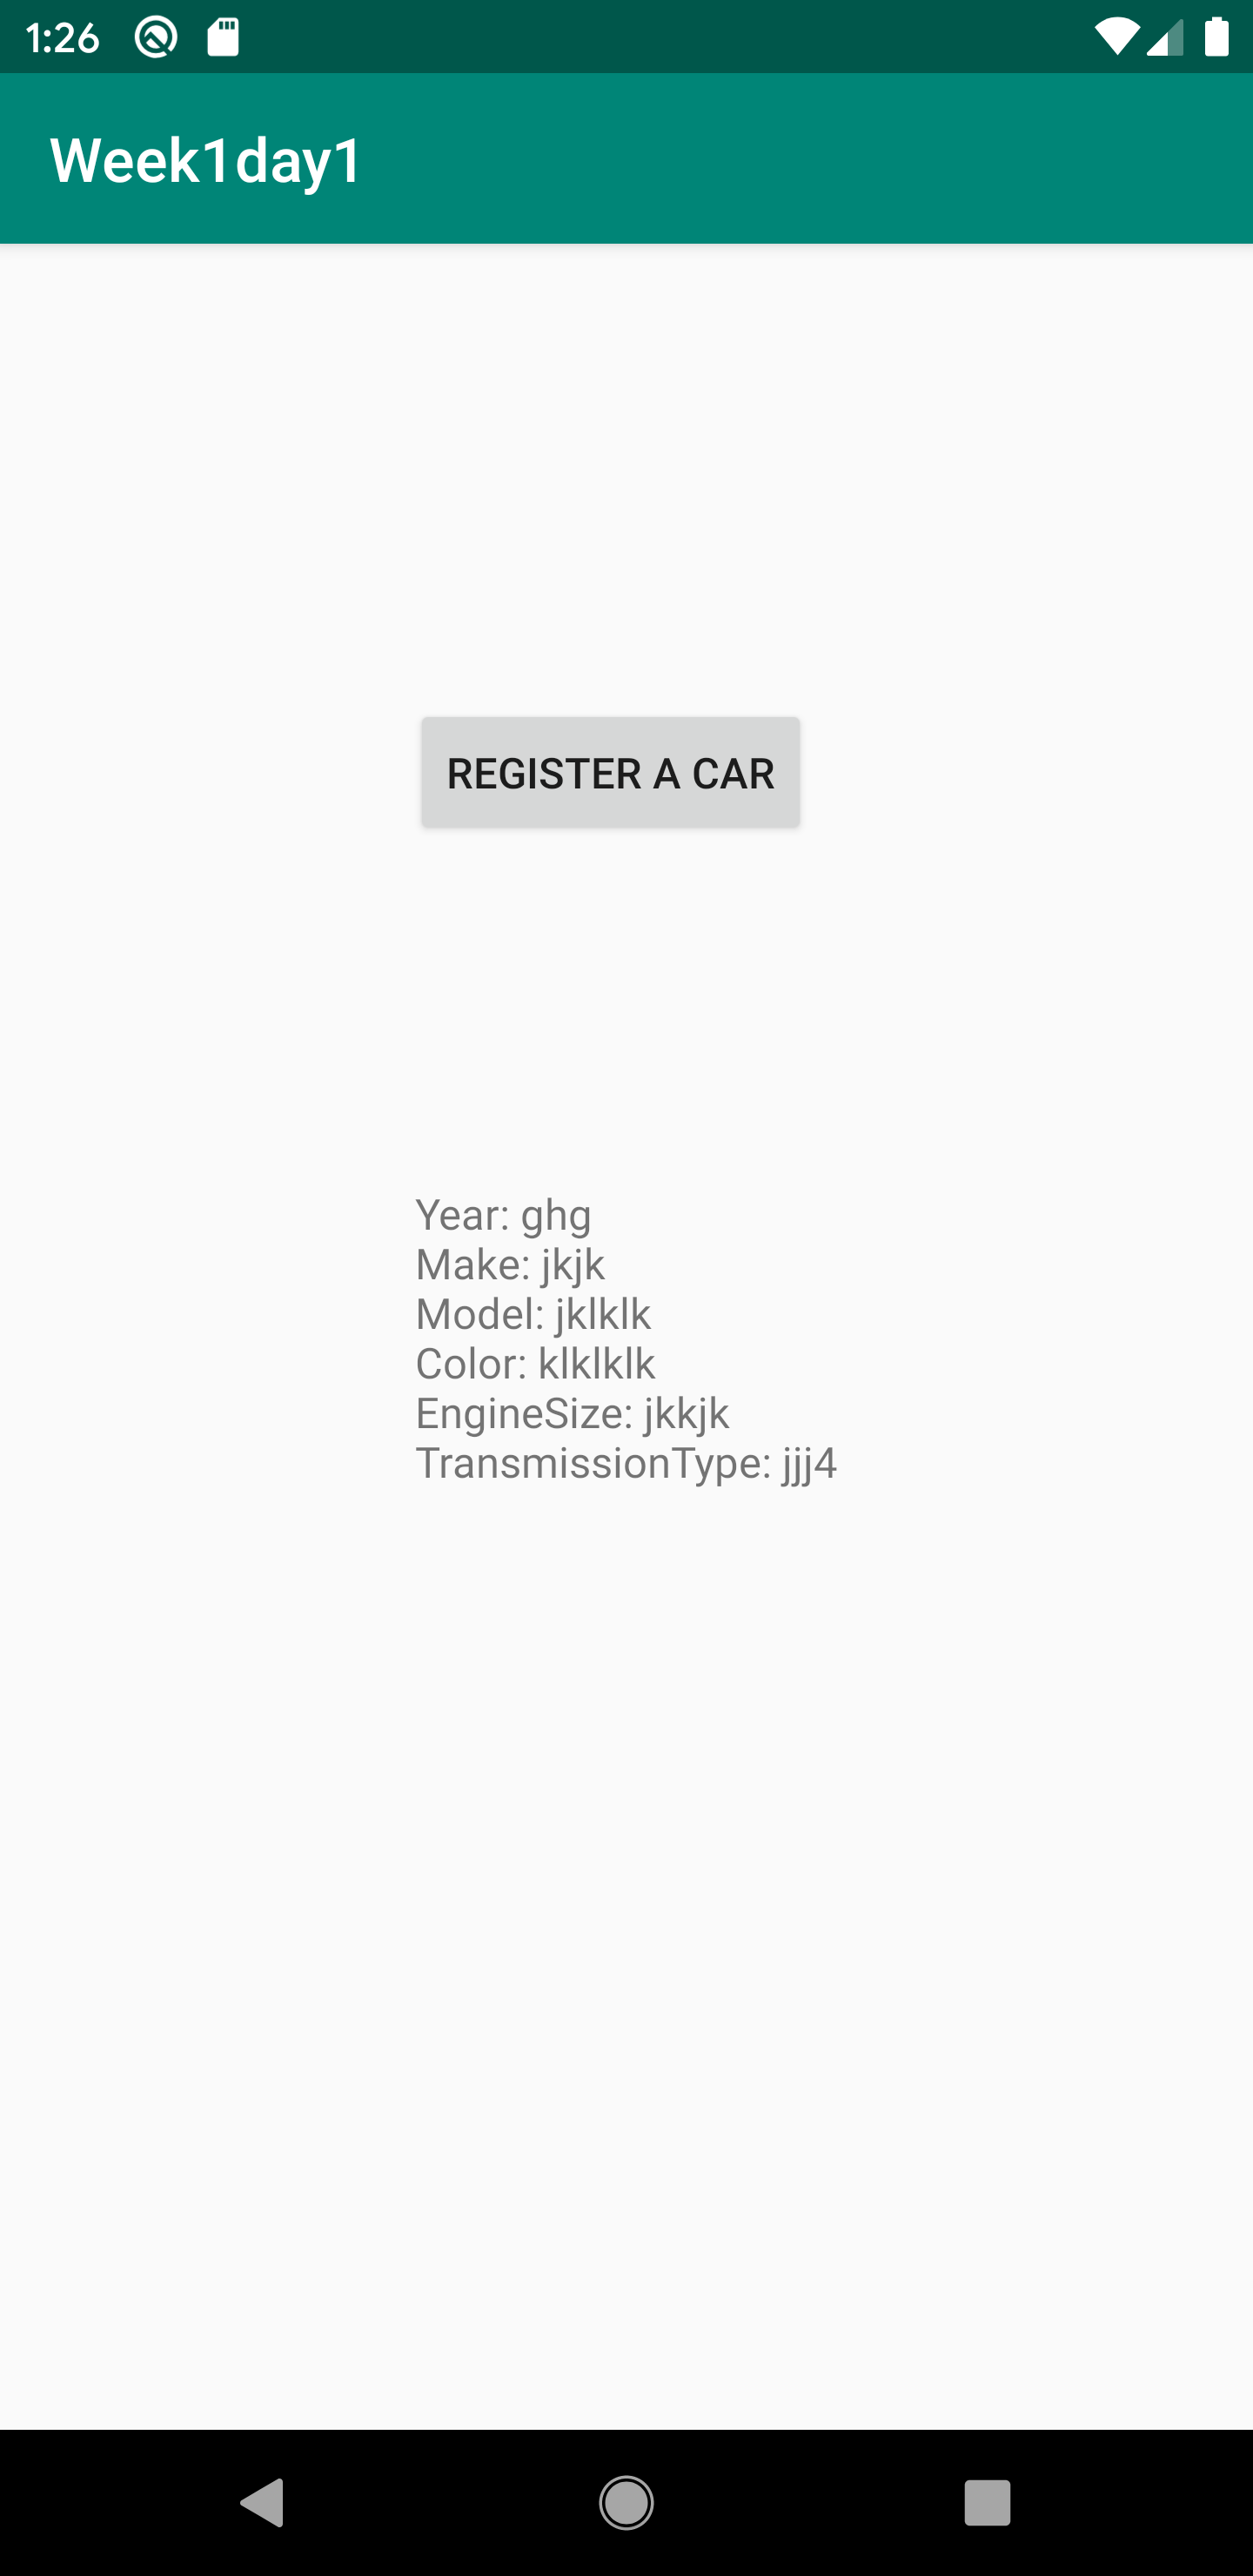 1:26
Week1day1
REGISTER A CAR
Year: ghg
Make: jkjk
Model: jklklk
Color: klklklk
EngineSize: jkkjk
TransmissionType: jjj4